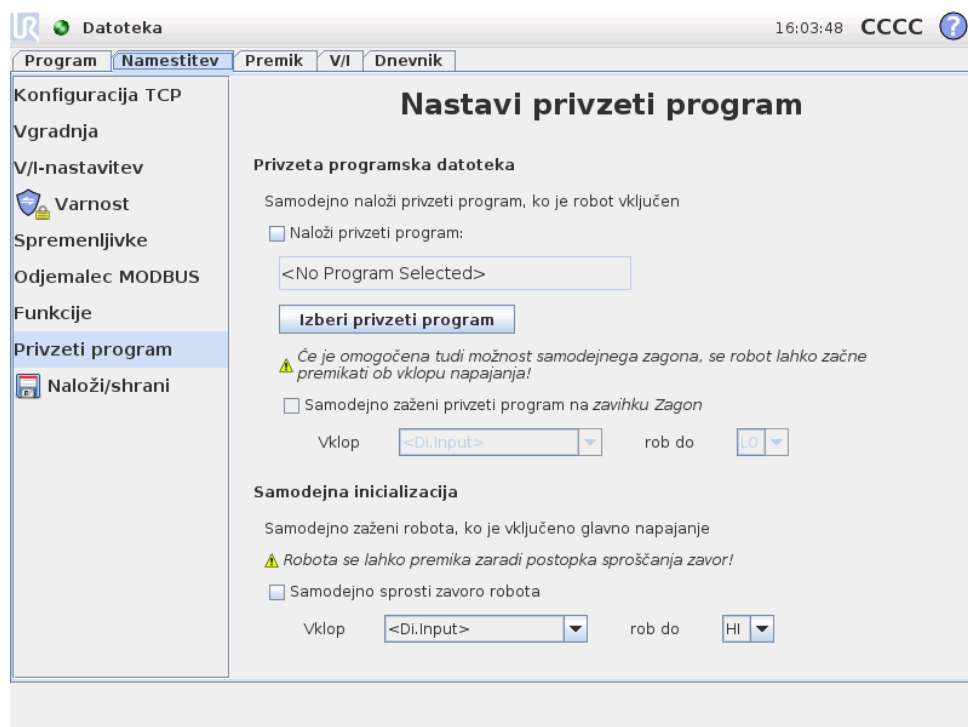 UR Datoteka 16:03:48 CCCC ?
Program Namestitev Premik V/I Dnevnik
Konfiguracija TCP
Vgradnja
V/I-nastavitev
Varnost
Spremenljivke
Odjemalec MODBUS
Funkcije
Privzeti program
Naloži/shrani
Nastavi privzeti program
Privzeta programska datoteka
Samodejno naloži privzeti program, ko je robot vključen
Naloži privzeti program:
<No Program Selected>
Izberi privzeti program
Če je omogočena tudi možnost samodejnega zagona, se robot lahko začne
premikati ob vklopu napajanja!
Samodejno zaženi privzeti program na zavihku Zagon
Vklop <Di.Input> rob do LO
Samodejna inicializacija
Samodejno zaženi robota, ko je vključeno glavno napajanje
Robota se lahko premika zaradi postopka sproščanja zavor!
Samodejno sprosti zavoro robota
Vklop <Di.Input> rob do HI